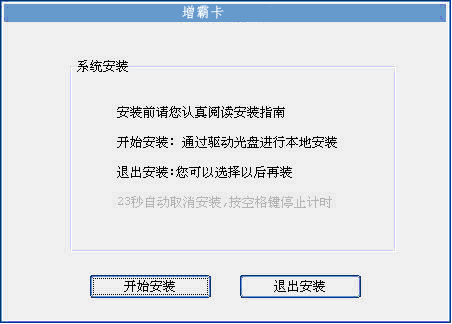 增霸卡
系统安装
安装前请您认真阅读安装指南
开始安装: 通过驱动光盘进行本地安装
退出安装:您可以选择以后再装
23秒自动取消安装,按空格键停止计时
开始安装
退出安装